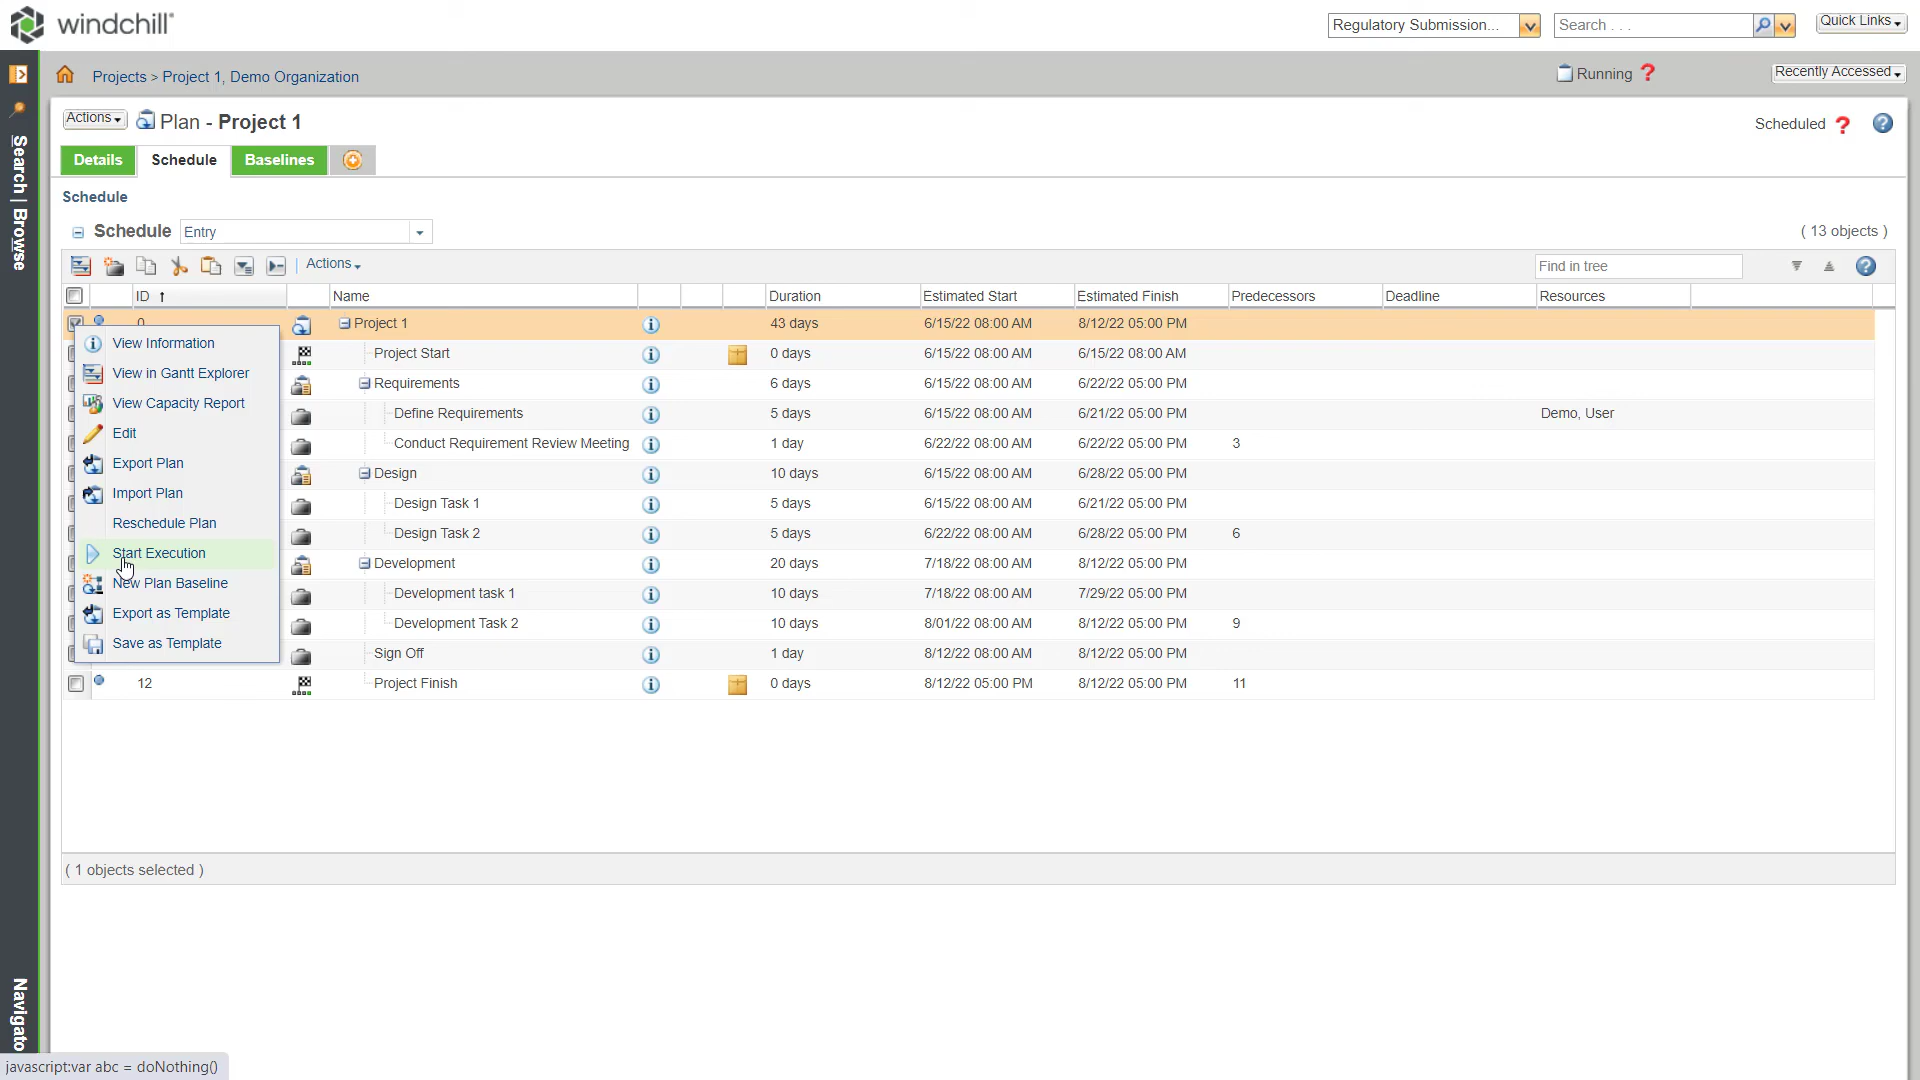 windchill
Regulatory Submission... Search . . . Quick Links
Projects > Project 1, Demo Organization Running ? Recently Accessed
Actions Plan - Project 1 Scheduled ? ?
Details Schedule Baselines
Schedule
Schedule Entry ( 13 objects )
Actions Find in tree ?
ID Name Duration Estimated Start Estimated Finish Predecessors Deadline Resources
0 Project 1 43 days 6/15/22 08:00 AM 8/12/22 05:00 PM
Project Start 0 days 6/15/22 08:00 AM 6/15/22 08:00 AM
Requirements 6 days 6/15/22 08:00 AM 6/22/22 05:00 PM
Define Requirements 5 days 6/15/22 08:00 AM 6/21/22 05:00 PM Demo, User
Conduct Requirement Review Meeting 1 day 6/22/22 08:00 AM 6/22/22 05:00 PM 3
Design 10 days 6/15/22 08:00 AM 6/28/22 05:00 PM
Design Task 1 5 days 6/15/22 08:00 AM 6/21/22 05:00 PM
Design Task 2 5 days 6/22/22 08:00 AM 6/28/22 05:00 PM 6
Development 20 days 7/18/22 08:00 AM 8/12/22 05:00 PM
Development task 1 10 days 7/18/22 08:00 AM 7/29/22 05:00 PM
Development Task 2 10 days 8/01/22 08:00 AM 8/12/22 05:00 PM 9
Sign Off 1 day 8/12/22 08:00 AM 8/12/22 05:00 PM
12 Project Finish 0 days 8/12/22 05:00 PM 8/12/22 05:00 PM 11
View Information
View in Gantt Explorer
View Capacity Report
Edit
Export Plan
Import Plan
Reschedule Plan
Start Execution
New Plan Baseline
Export as Template
Save as Template
( 1 objects selected )
Search | Browse
Navigato
javascript:var abc = doNothing()